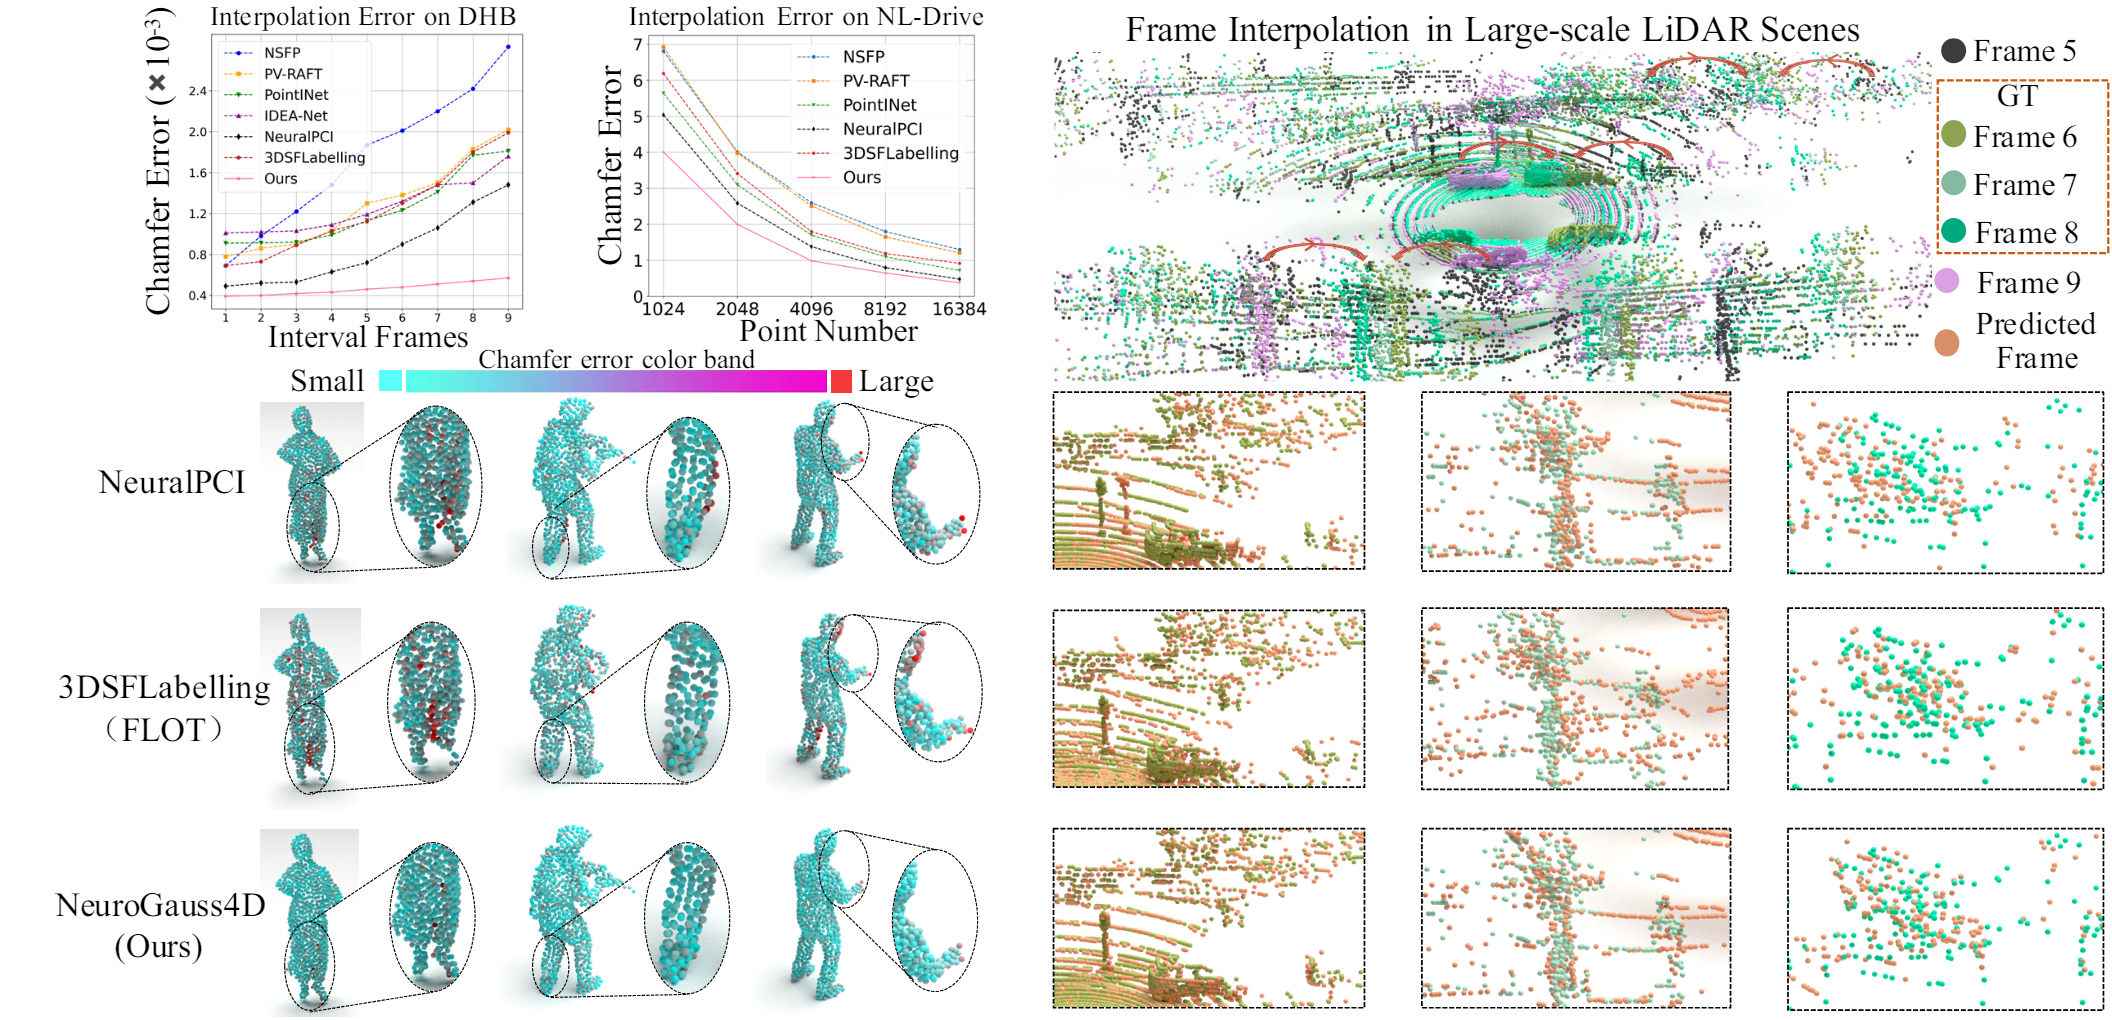 Interpolation Error on DHB
Chamfer Error (×10⁻³)
2.4
2.0
1.6
1.2
0.8
0.4
NSFP
PV-RAFT
PointINet
IDEA-Net
NeuralPCI
3DSFLabelling
Ours
1 2 3 4 5 6 7 8 9
Interval Frames
Interpolation Error on NL-Drive
Chamfer Error
7
6
5
4
3
2
1
0
NSFP
PV-RAFT
PointINet
NeuralPCI
3DSFLabelling
Ours
1024 2048 4096 8192 16384
Point Number
Frame Interpolation in Large-scale LiDAR Scenes
Frame 5
GT
Frame 6
Frame 7
Frame 8
Frame 9
Predicted
Frame
Chamfer error color band
Small
Large
NeuralPCI
3DSFLabelling
（FLOT）
NeuroGauss4D
(Ours)